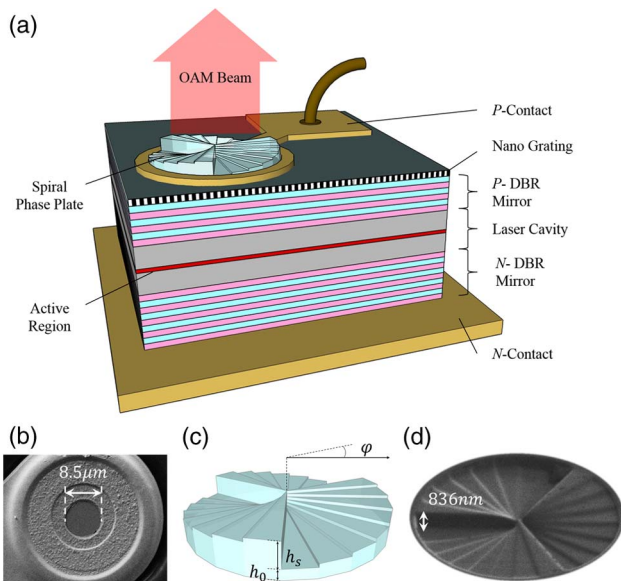 (a)
OAM Beam
P-Contact
Nano Grating
Spiral
Phase Plate
P- DBR
Mirror
Laser Cavity
N- DBR
Mirror
Active
Region
N-Contact
(b)
8.5μm
(c)
φ
h_s
h_0
(d)
836nm